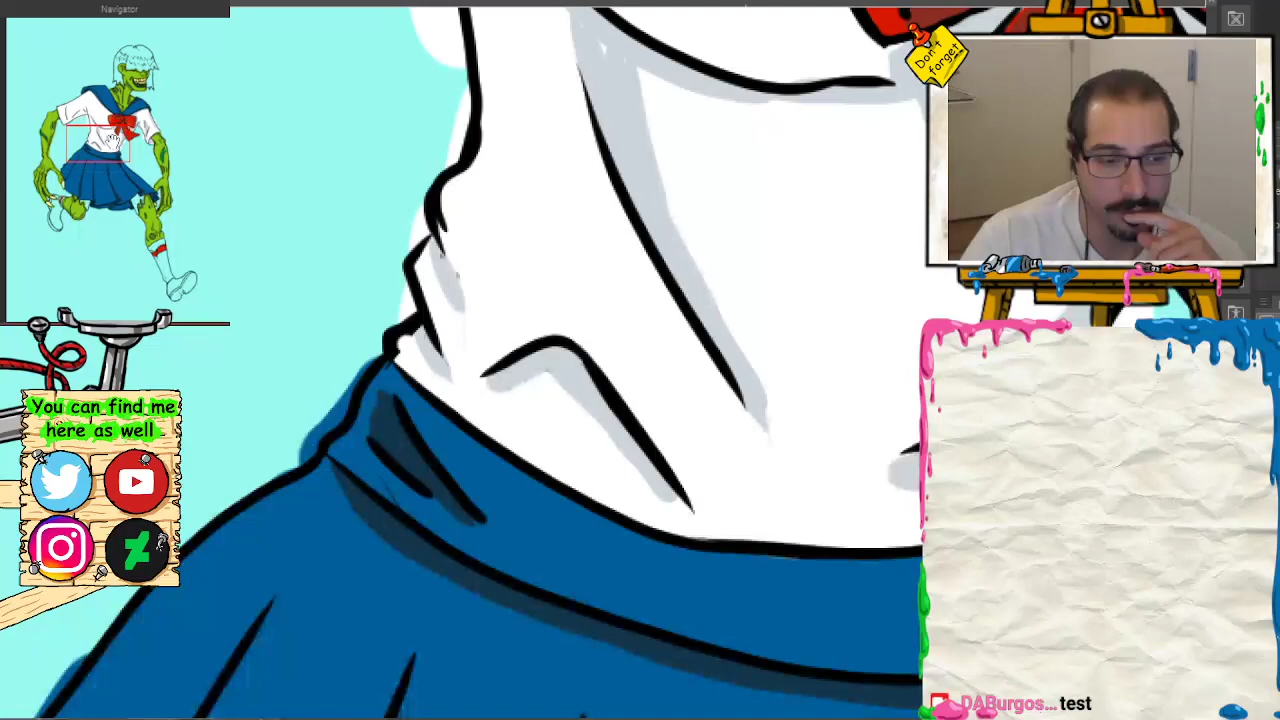 Navigator
Don't
forget
You can find me
here as well
DABurgos... test